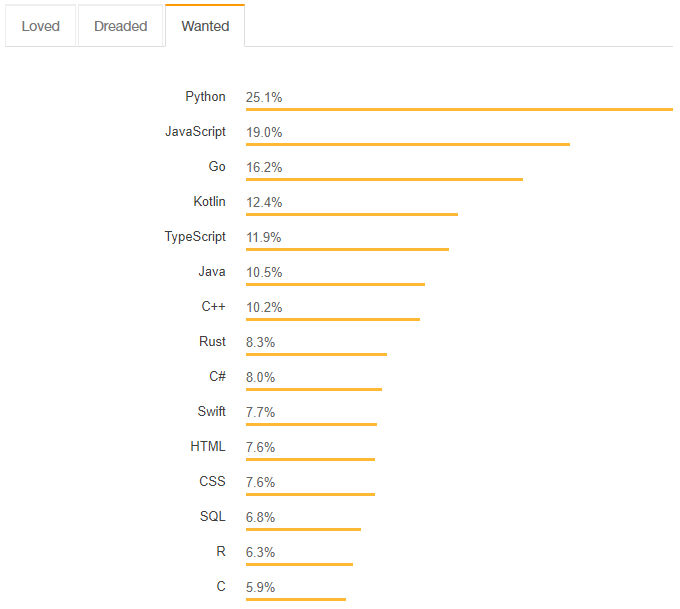 Loved Dreaded Wanted
Python 25.1%
JavaScript 19.0%
Go 16.2%
Kotlin 12.4%
TypeScript 11.9%
Java 10.5%
C++ 10.2%
Rust 8.3%
C# 8.0%
Swift 7.7%
HTML 7.6%
CSS 7.6%
SQL 6.8%
R 6.3%
C 5.9%